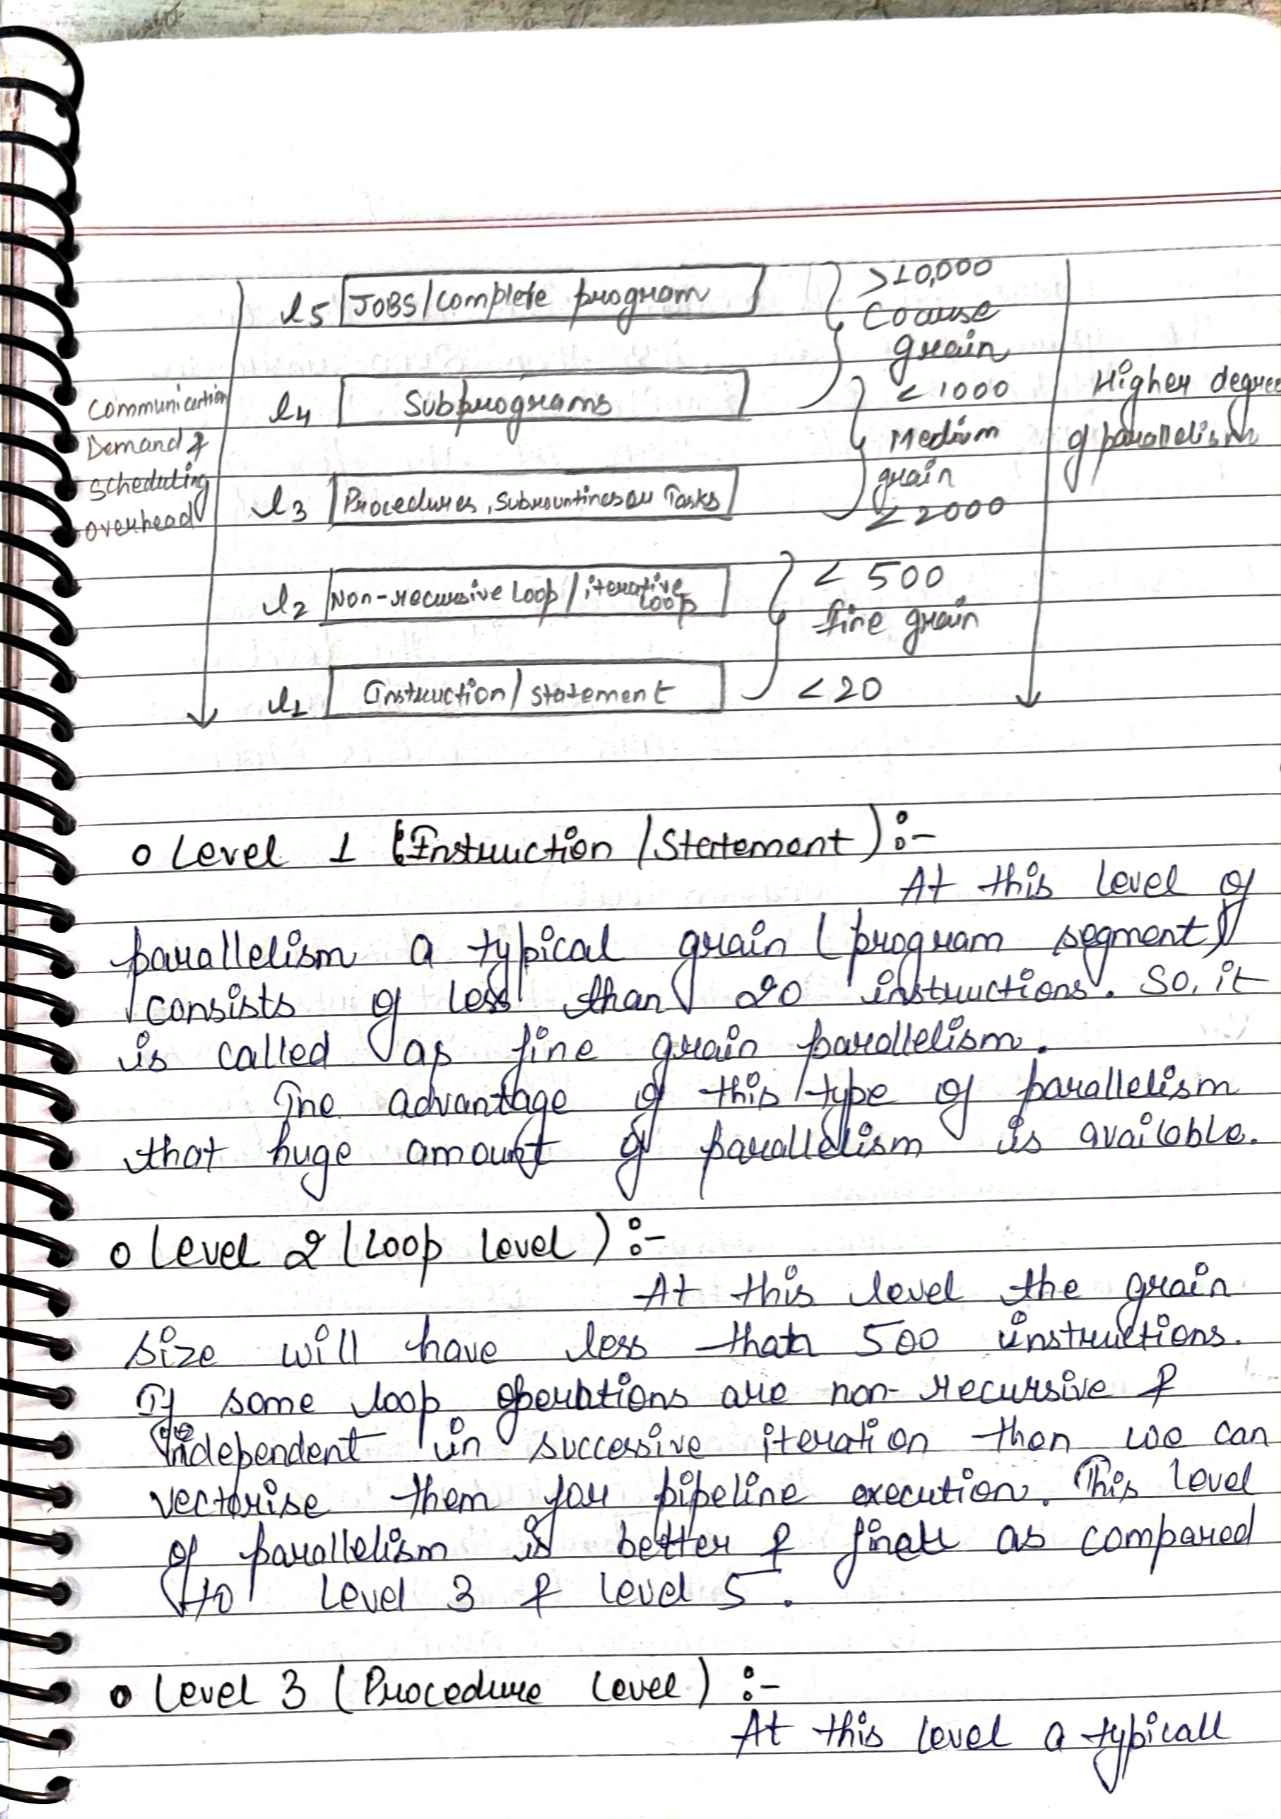 l5 JOBS/Complete program
>10,000
Coarse
grain
l4 Subprograms
< 1000
Medium
grain
l3 Procedures, Subrountines or Tasks
< 2000
l2 Non-recursive Loop / iterative
loop
< 500
fine grain
l1 Instruction/statement
<20
Communication
Demand &
scheduling
overhead
Higher degree
of parallelism
o Level 1 (Instruction /Statement) :-
At this level of
parallelism a typical grain (program segment)
consists of less than 20 instructions. So, it
is called as fine grain parallelism.
The advantage of this type of parallelism
that huge amount of parallelism is available.
o Level 2 (Loop Level) :-
At this level the grain
size will have less than 500 instructions.
If some loop operations are non-recursive &
independent in successive iteration then we can
vectorise them for pipeline execution. This level
of parallelism is better & finer as compared
to Level 3 & level 5.
o Level 3 (Procedure Level) :-
At this level a typicall